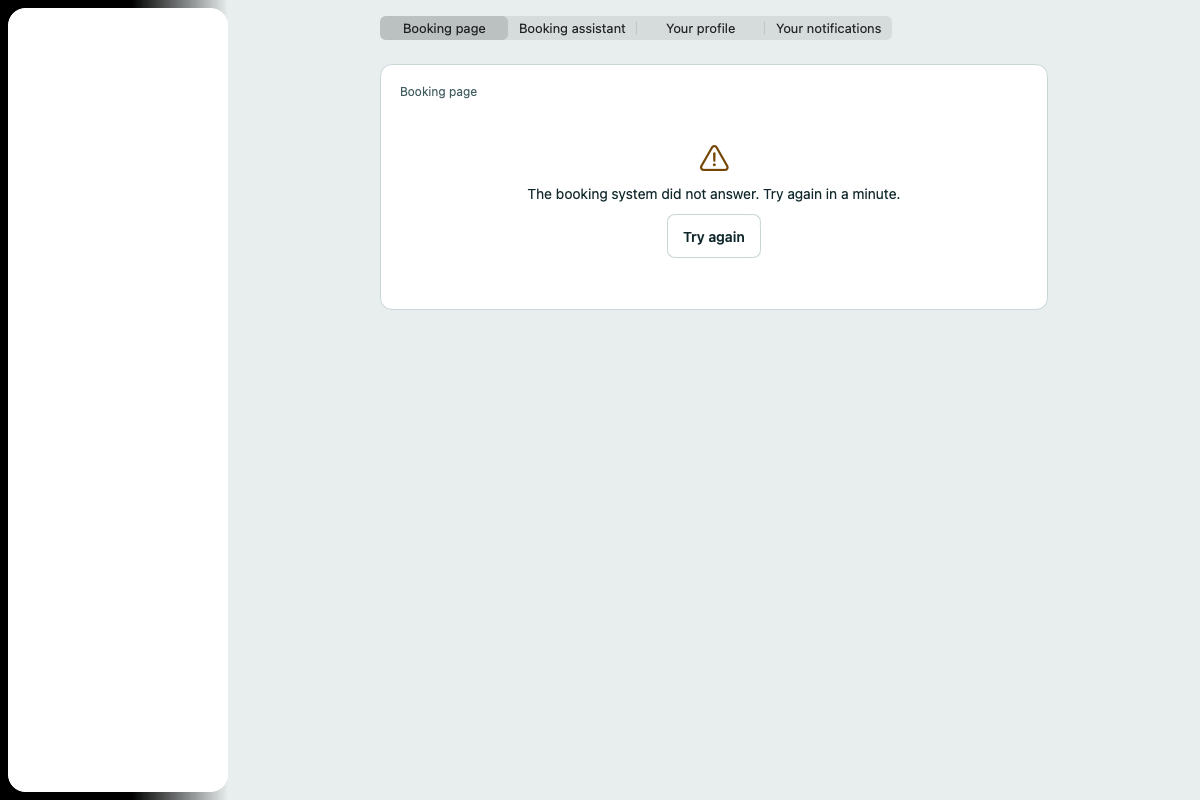 Booking page
Booking assistant
Your profile
Your notifications
Booking page
The booking system did not answer. Try again in a minute.
Try again